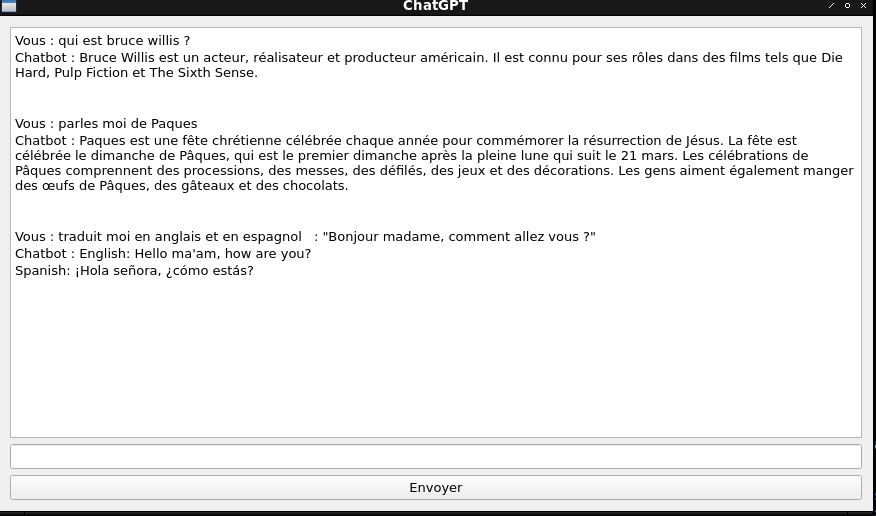 ChatGPT
Vous : qui est bruce willis ?
Chatbot : Bruce Willis est un acteur, réalisateur et producteur américain. Il est connu pour ses rôles dans des films tels que Die
Hard, Pulp Fiction et The Sixth Sense.
Vous : parles moi de Paques
Chatbot : Paques est une fête chrétienne célébrée chaque année pour commémorer la résurrection de Jésus. La fête est
célébrée le dimanche de Pâques, qui est le premier dimanche après la pleine lune qui suit le 21 mars. Les célébrations de
Pâques comprennent des processions, des messes, des défilés, des jeux et des décorations. Les gens aiment également manger
des œufs de Pâques, des gâteaux et des chocolats.
Vous : traduit moi en anglais et en espagnol   : "Bonjour madame, comment allez vous ?"
Chatbot : English: Hello ma'am, how are you?
Spanish: ¡Hola señora, ¿cómo estás?
Envoyer